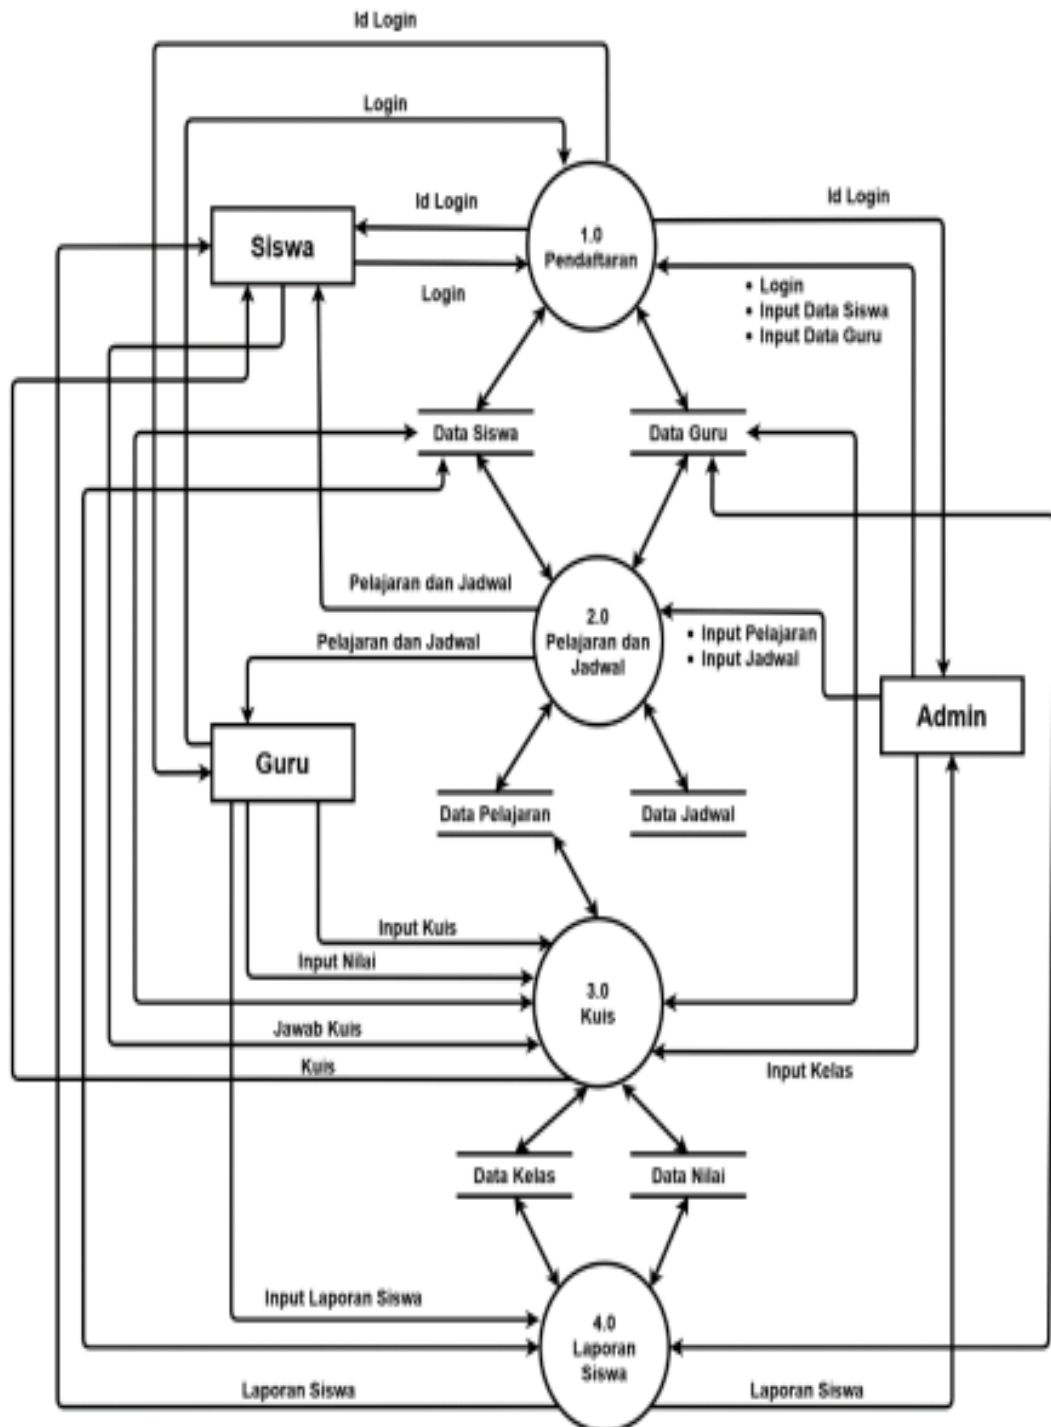 Id Login
Login
Id Login
Id Login
1.0
Pendaftaran
Siswa
Login
• Login
• Input Data Siswa
• Input Data Guru
Data Siswa
Data Guru
Pelajaran dan Jadwal
2.0
Pelajaran dan
Jadwal
• Input Pelajaran
• Input Jadwal
Pelajaran dan Jadwal
Admin
Guru
Data Pelajaran
Data Jadwal
Input Kuis
Input Nilai
3.0
Kuis
Jawab Kuis
Kuis
Input Kelas
Data Kelas
Data Nilai
Input Laporan Siswa
4.0
Laporan
Siswa
Laporan Siswa
Laporan Siswa